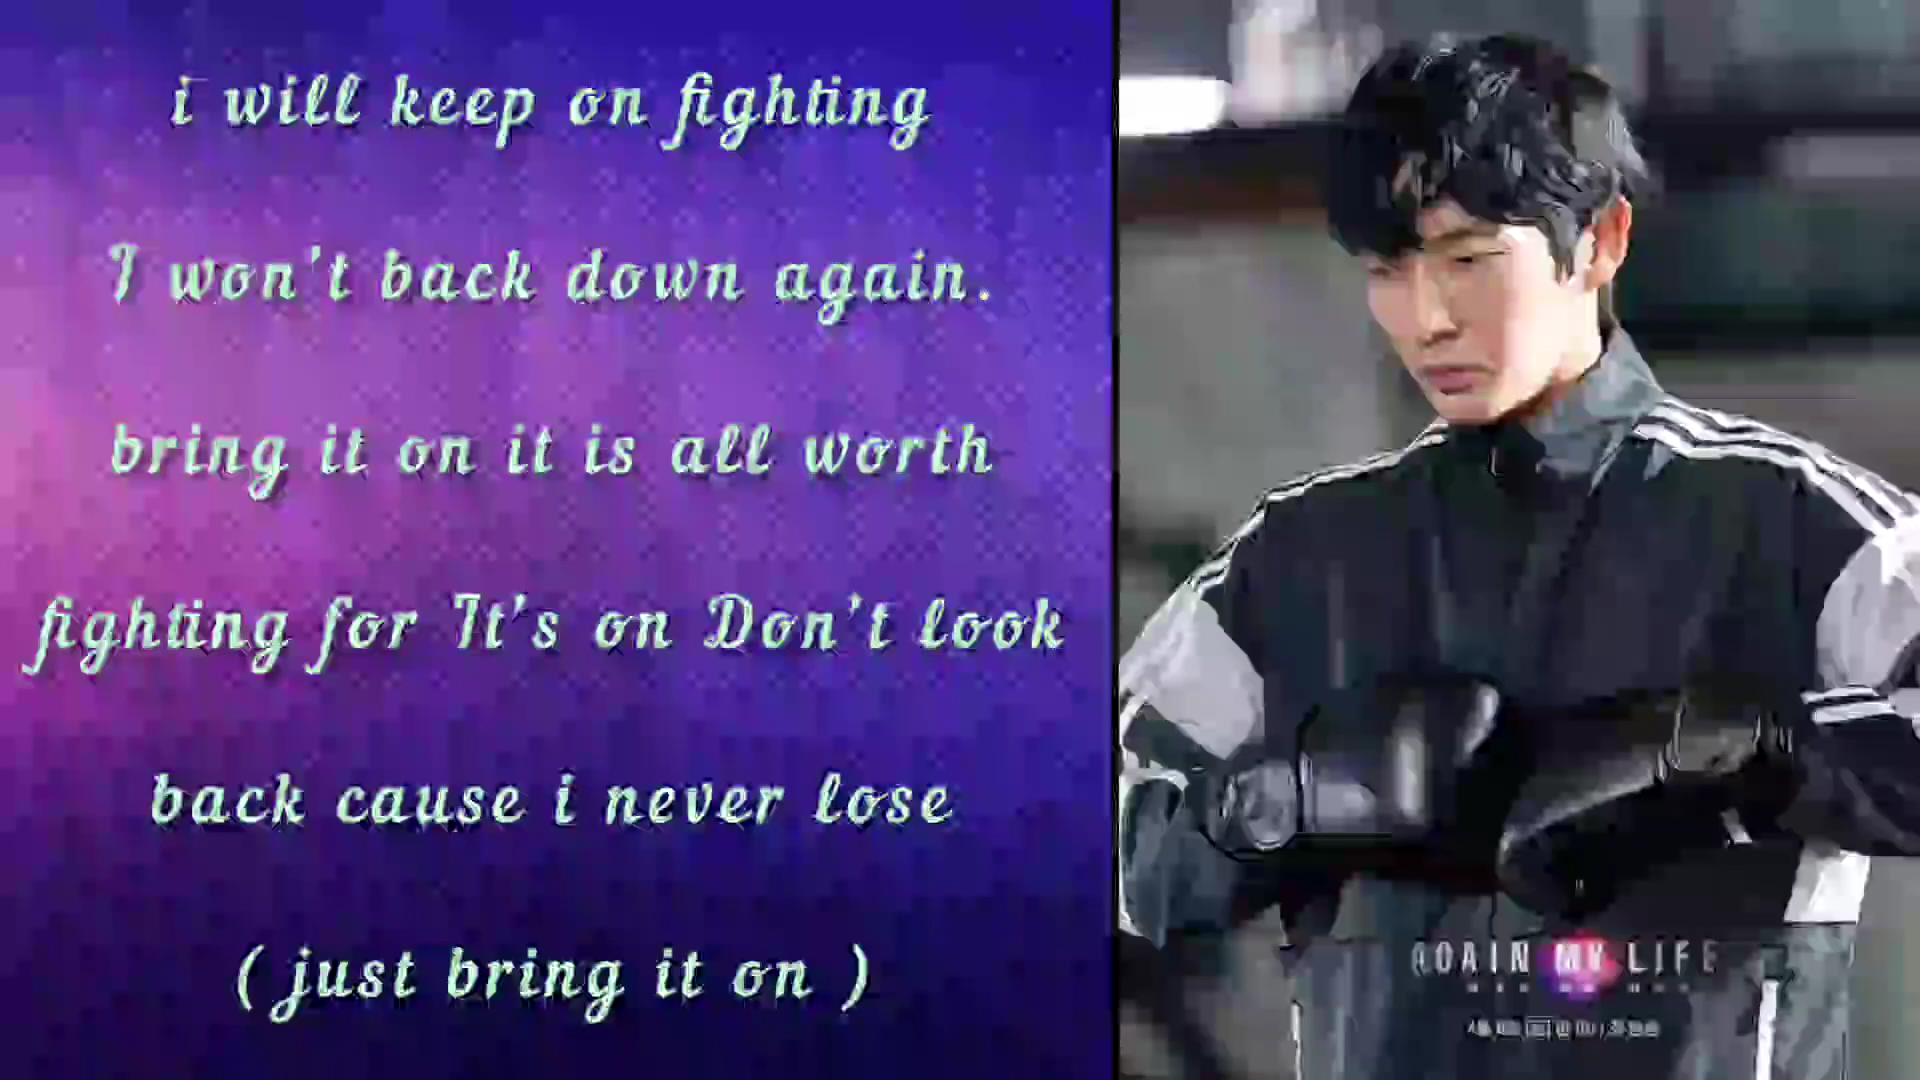 i will keep on fighting
I won't back down again.
bring it on it is all worth
fighting for It's on Don't look
back cause i never lose
( just bring it on )
AGAIN MY LIFE